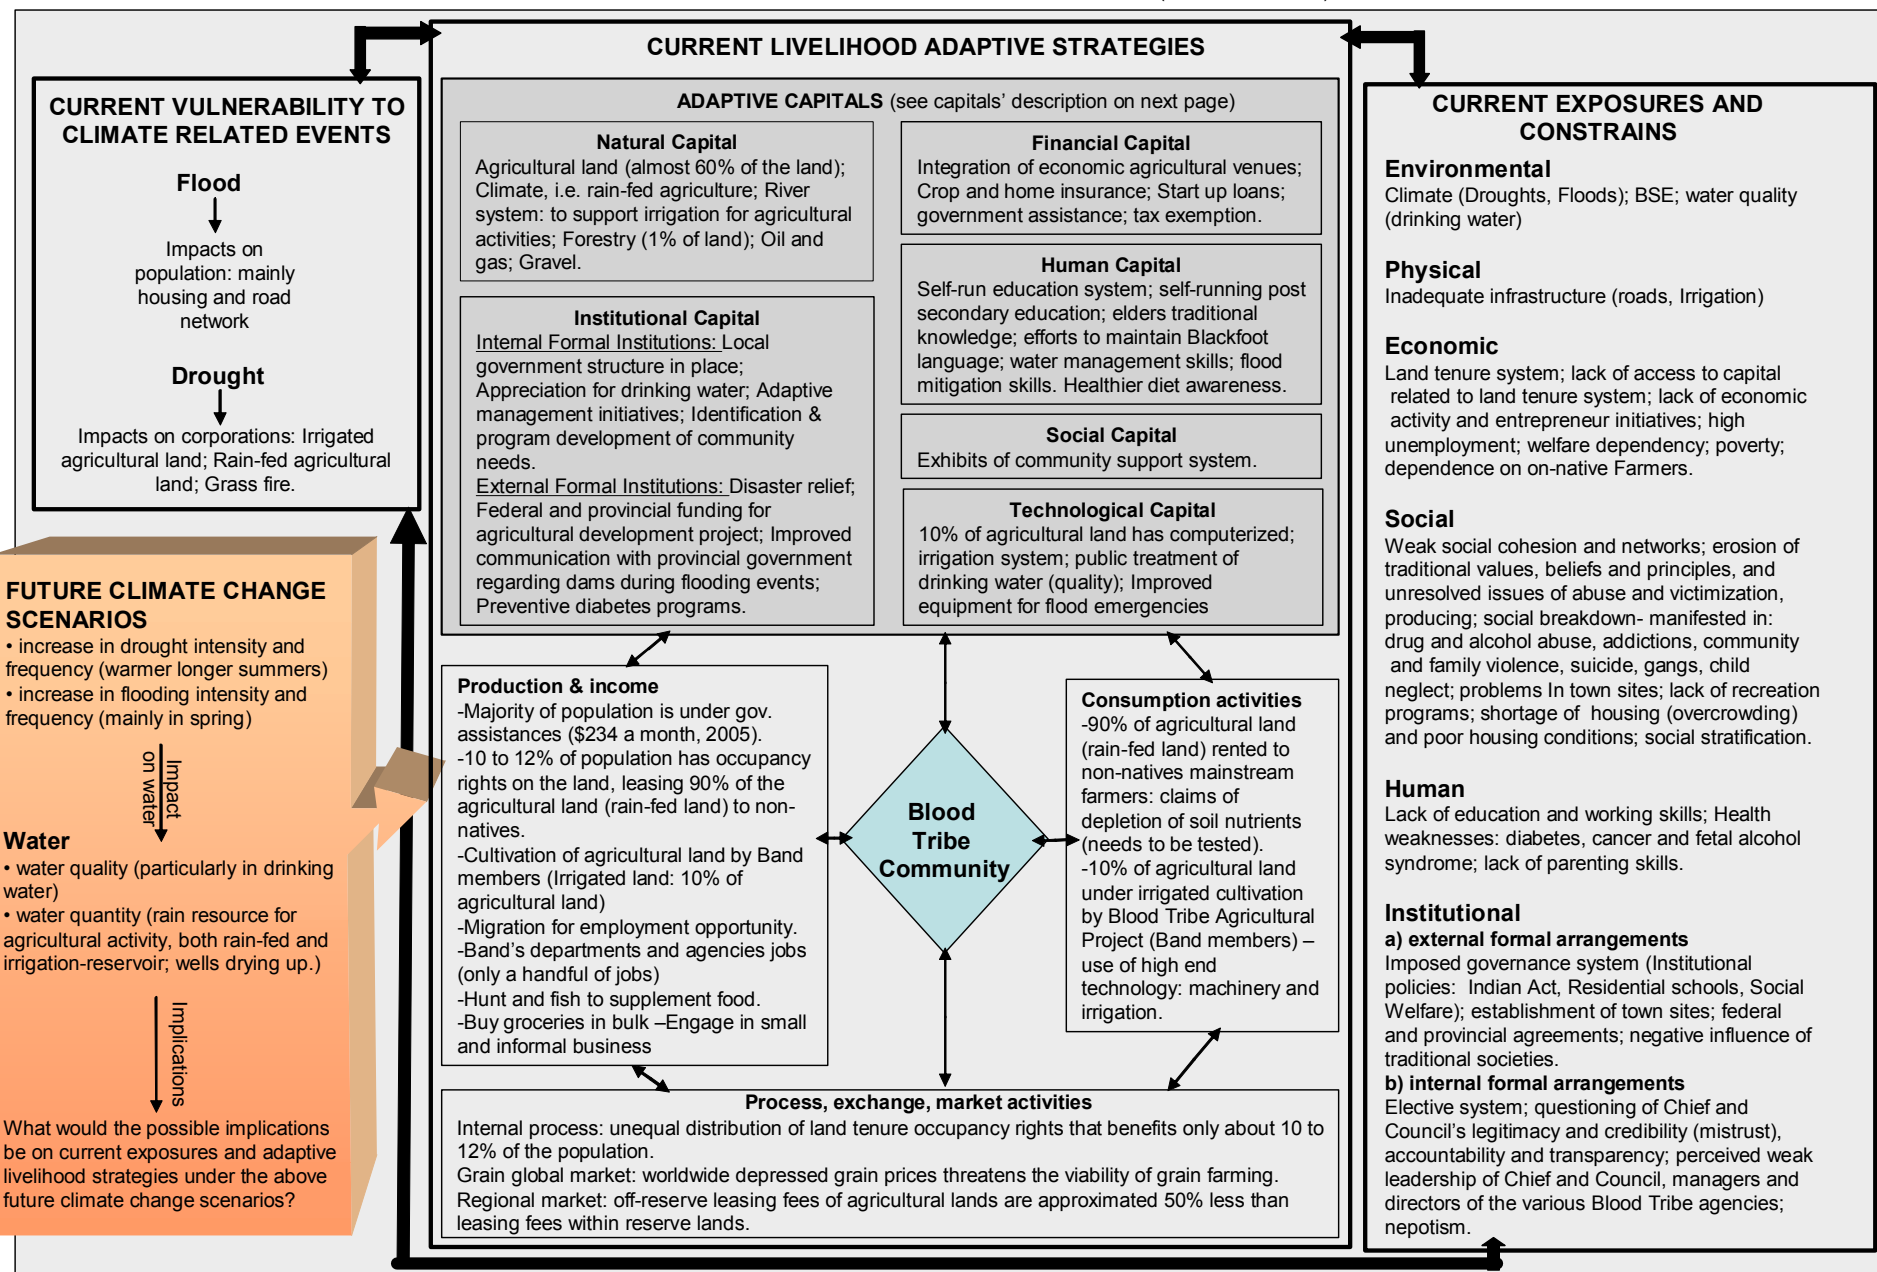 CURRENT LIVELIHOOD ADAPTIVE STRATEGIES
CURRENT VULNERABILITY TO
CLIMATE RELATED EVENTS
Flood
Impacts on
population: mainly
housing and road
network
Drought
Impacts on corporations: Irrigated
agricultural land; Rain-fed agricultural
land; Grass fire.
FUTURE CLIMATE CHANGE
SCENARIOS
• increase in drought intensity and
frequency (warmer longer summers)
• increase in flooding intensity and
frequency (mainly in spring)
Impact
on water
Water
• water quality (particularly in drinking
water)
• water quantity (rain resource for
agricultural activity, both rain-fed and
irrigation-reservoir; wells drying up.)
Implications
What would the possible implications
be on current exposures and adaptive
livelihood strategies under the above
future climate change scenarios?
ADAPTIVE CAPITALS (see capitals' description on next page)
Natural Capital
Agricultural land (almost 60% of the land);
Climate, i.e. rain-fed agriculture; River
system: to support irrigation for agricultural
activities; Forestry (1% of land); Oil and
gas; Gravel.
Institutional Capital
Internal Formal Institutions: Local
government structure in place;
Appreciation for drinking water; Adaptive
management initiatives; Identification &
program development of community
needs.
External Formal Institutions: Disaster relief;
Federal and provincial funding for
agricultural development project; Improved
communication with provincial government
regarding dams during flooding events;
Preventive diabetes programs.
Financial Capital
Integration of economic agricultural venues;
Crop and home insurance; Start up loans;
government assistance; tax exemption.
Human Capital
Self-run education system; self-running post
secondary education; elders traditional
knowledge; efforts to maintain Blackfoot
language; water management skills; flood
mitigation skills. Healthier diet awareness.
Social Capital
Exhibits of community support system.
Technological Capital
10% of agricultural land has computerized;
irrigation system; public treatment of
drinking water (quality); Improved
equipment for flood emergencies
Production & income
-Majority of population is under gov.
assistances ($234 a month, 2005).
-10 to 12% of population has occupancy
rights on the land, leasing 90% of the
agricultural land (rain-fed land) to non-
natives.
-Cultivation of agricultural land by Band
members (Irrigated land: 10% of
agricultural land)
-Migration for employment opportunity.
-Band's departments and agencies jobs
(only a handful of jobs)
-Hunt and fish to supplement food.
-Buy groceries in bulk –Engage in small
and informal business
Blood
Tribe
Community
Consumption activities
-90% of agricultural land
(rain-fed land) rented to
non-natives mainstream
farmers: claims of
depletion of soil nutrients
(needs to be tested).
-10% of agricultural land
under irrigated cultivation
by Blood Tribe Agricultural
Project (Band members) –
use of high end
technology: machinery and
irrigation.
Process, exchange, market activities
Internal process: unequal distribution of land tenure occupancy rights that benefits only about 10 to
12% of the population.
Grain global market: worldwide depressed grain prices threatens the viability of grain farming.
Regional market: off-reserve leasing fees of agricultural lands are approximated 50% less than
leasing fees within reserve lands.
CURRENT EXPOSURES AND
CONSTRAINS
Environmental
Climate (Droughts, Floods); BSE; water quality
(drinking water)
Physical
Inadequate infrastructure (roads, Irrigation)
Economic
Land tenure system; lack of access to capital
related to land tenure system; lack of economic
activity and entrepreneur initiatives; high
unemployment; welfare dependency; poverty;
dependence on on-native Farmers.
Social
Weak social cohesion and networks; erosion of
traditional values, beliefs and principles, and
unresolved issues of abuse and victimization,
producing; social breakdown- manifested in:
drug and alcohol abuse, addictions, community
and family violence, suicide, gangs, child
neglect; problems In town sites; lack of recreation
programs; shortage of housing (overcrowding)
and poor housing conditions; social stratification.
Human
Lack of education and working skills; Health
weaknesses: diabetes, cancer and fetal alcohol
syndrome; lack of parenting skills.
Institutional
a) external formal arrangements
Imposed governance system (Institutional
policies: Indian Act, Residential schools, Social
Welfare); establishment of town sites; federal
and provincial agreements; negative influence of
traditional societies.
b) internal formal arrangements
Elective system; questioning of Chief and
Council's legitimacy and credibility (mistrust),
accountability and transparency; perceived weak
leadership of Chief and Council, managers and
directors of the various Blood Tribe agencies;
nepotism.